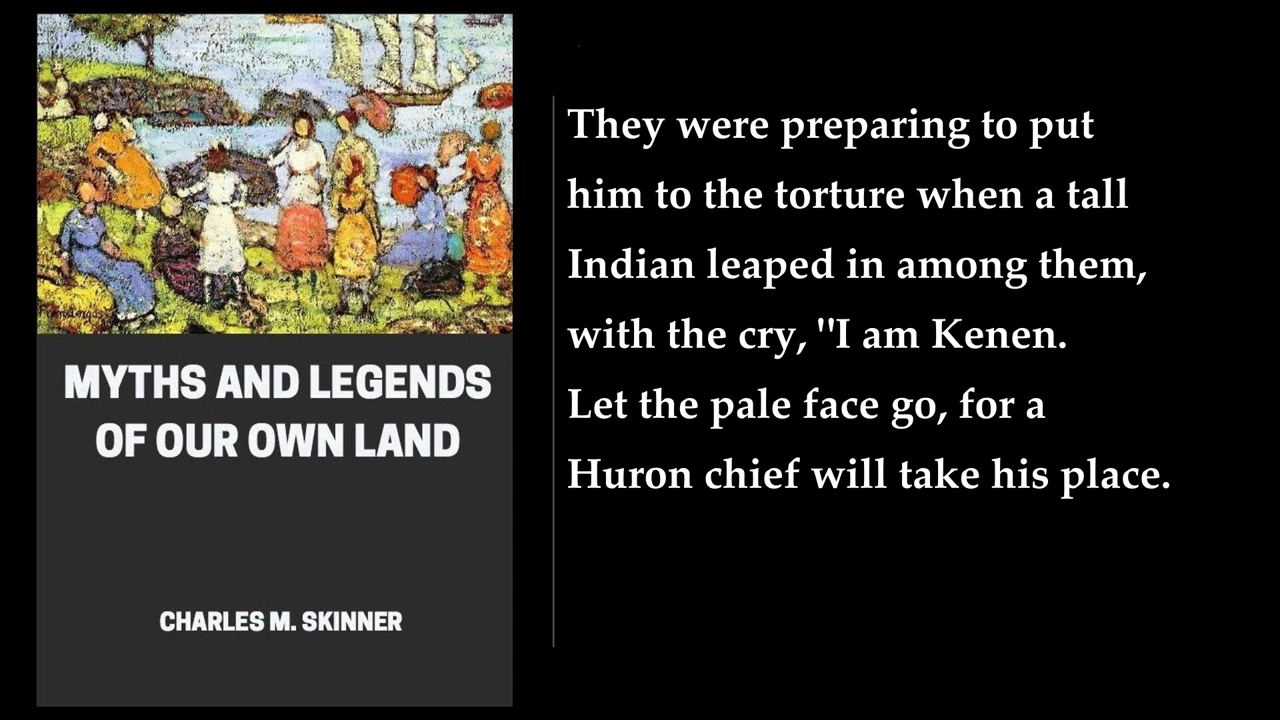 MYTHS AND LEGENDS
OF OUR OWN LAND
CHARLES M. SKINNER
They were preparing to put
him to the torture when a tall
Indian leaped in among them,
with the cry, "I am Kenen.
Let the pale face go, for a
Huron chief will take his place.